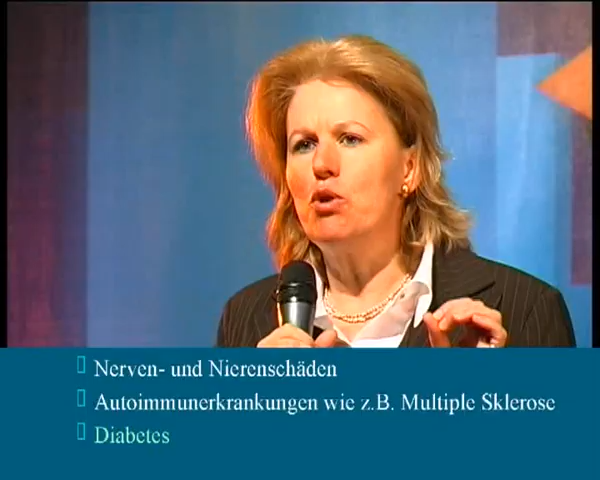 Nerven- und Nierenschäden
Autoimmunerkrankungen wie z.B. Multiple Sklerose
Diabetes